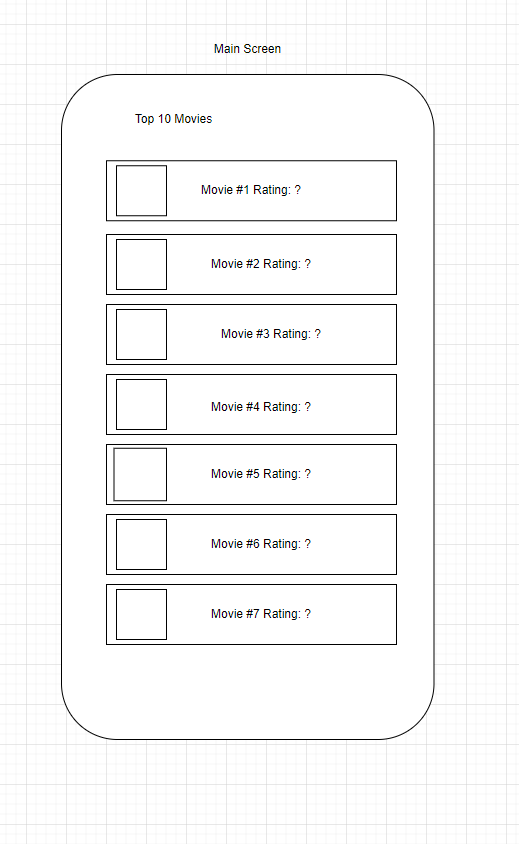 Main Screen
Top 10 Movies
Movie #1 Rating: ?
Movie #2 Rating: ?
Movie #3 Rating: ?
Movie #4 Rating: ?
Movie #5 Rating: ?
Movie #6 Rating: ?
Movie #7 Rating: ?